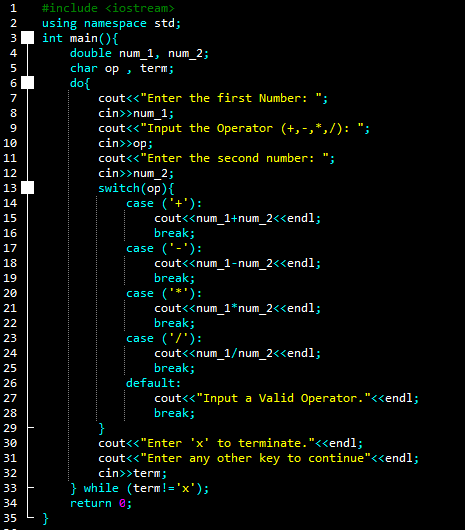 1 #include <iostream>
2 using namespace std;
3 int main(){
4 double num_1, num_2;
5 char op , term;
6 do{
7 cout<<"Enter the first Number: ";
8 cin>>num_1;
9 cout<<"Input the Operator (+,-,*,/): ";
10 cin>>op;
11 cout<<"Enter the second number: ";
12 cin>>num_2;
13 switch(op){
14 case ('+'):
15 cout<<num_1+num_2<<endl;
16 break;
17 case ('-'):
18 cout<<num_1-num_2<<endl;
19 break;
20 case ('*'):
21 cout<<num_1*num_2<<endl;
22 break;
23 case ('/'):
24 cout<<num_1/num_2<<endl;
25 break;
26 default:
27 cout<<"Input a Valid Operator."<<endl;
28 break;
29 }
30 cout<<"Enter 'x' to terminate."<<endl;
31 cout<<"Enter any other key to continue"<<endl;
32 cin>>term;
33 } while (term!='x');
34 return 0;
35 }